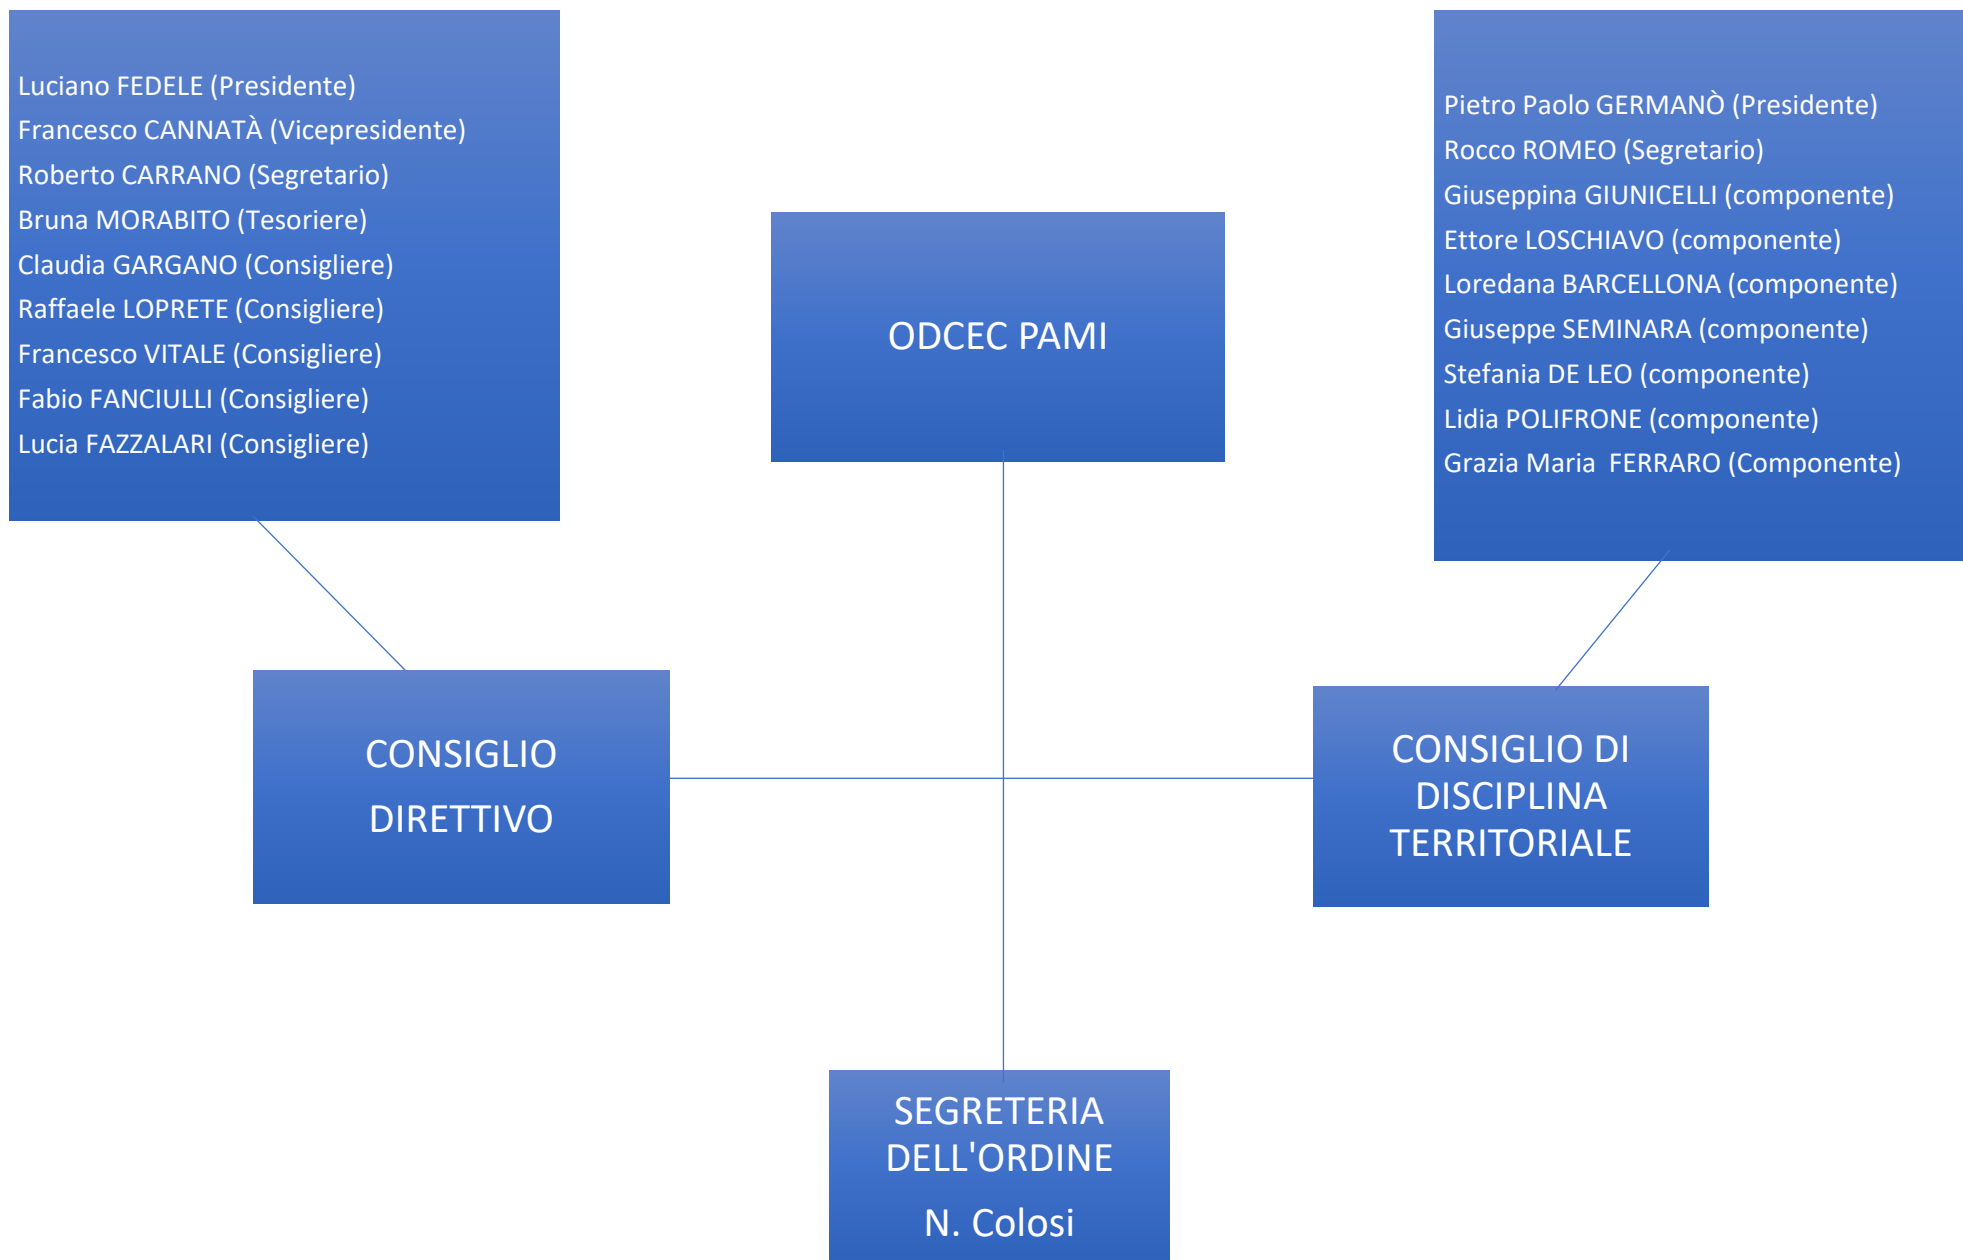 Luciano FEDELE (Presidente)
Francesco CANNATÀ (Vicepresidente)
Roberto CARRANO (Segretario)
Bruna MORABITO (Tesoriere)
Claudia GARGANO (Consigliere)
Raffaele LOPRETE (Consigliere)
Francesco VITALE (Consigliere)
Fabio FANCIULLI (Consigliere)
Lucia FAZZALARI (Consigliere)
ODCEC PAMI
Pietro Paolo GERMANÒ (Presidente)
Rocco ROMEO (Segretario)
Giuseppina GIUNICELLI (componente)
Ettore LOSCHIAVO (componente)
Loredana BARCELLONA (componente)
Giuseppe SEMINARA (componente)
Stefania DE LEO (componente)
Lidia POLIFRONE (componente)
Grazia Maria  FERRARO (Componente)
CONSIGLIO
DIRETTIVO
CONSIGLIO DI
DISCIPLINA
TERRITORIALE
SEGRETERIA
DELL'ORDINE
N. Colosi